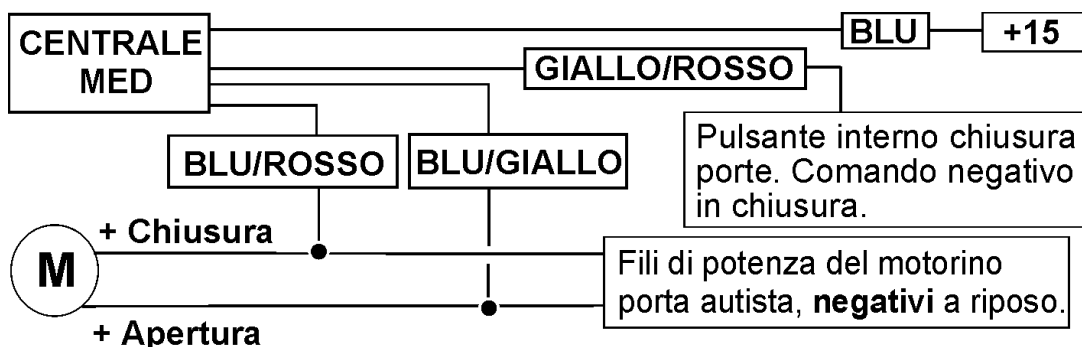 CENTRALE
MED
BLU
+15
GIALLO/ROSSO
Pulsante interno chiusura
porte. Comando negativo
in chiusura.
BLU/ROSSO
BLU/GIALLO
+ Chiusura
M
Fili di potenza del motorino
porta autista, negativi a riposo.
+ Apertura